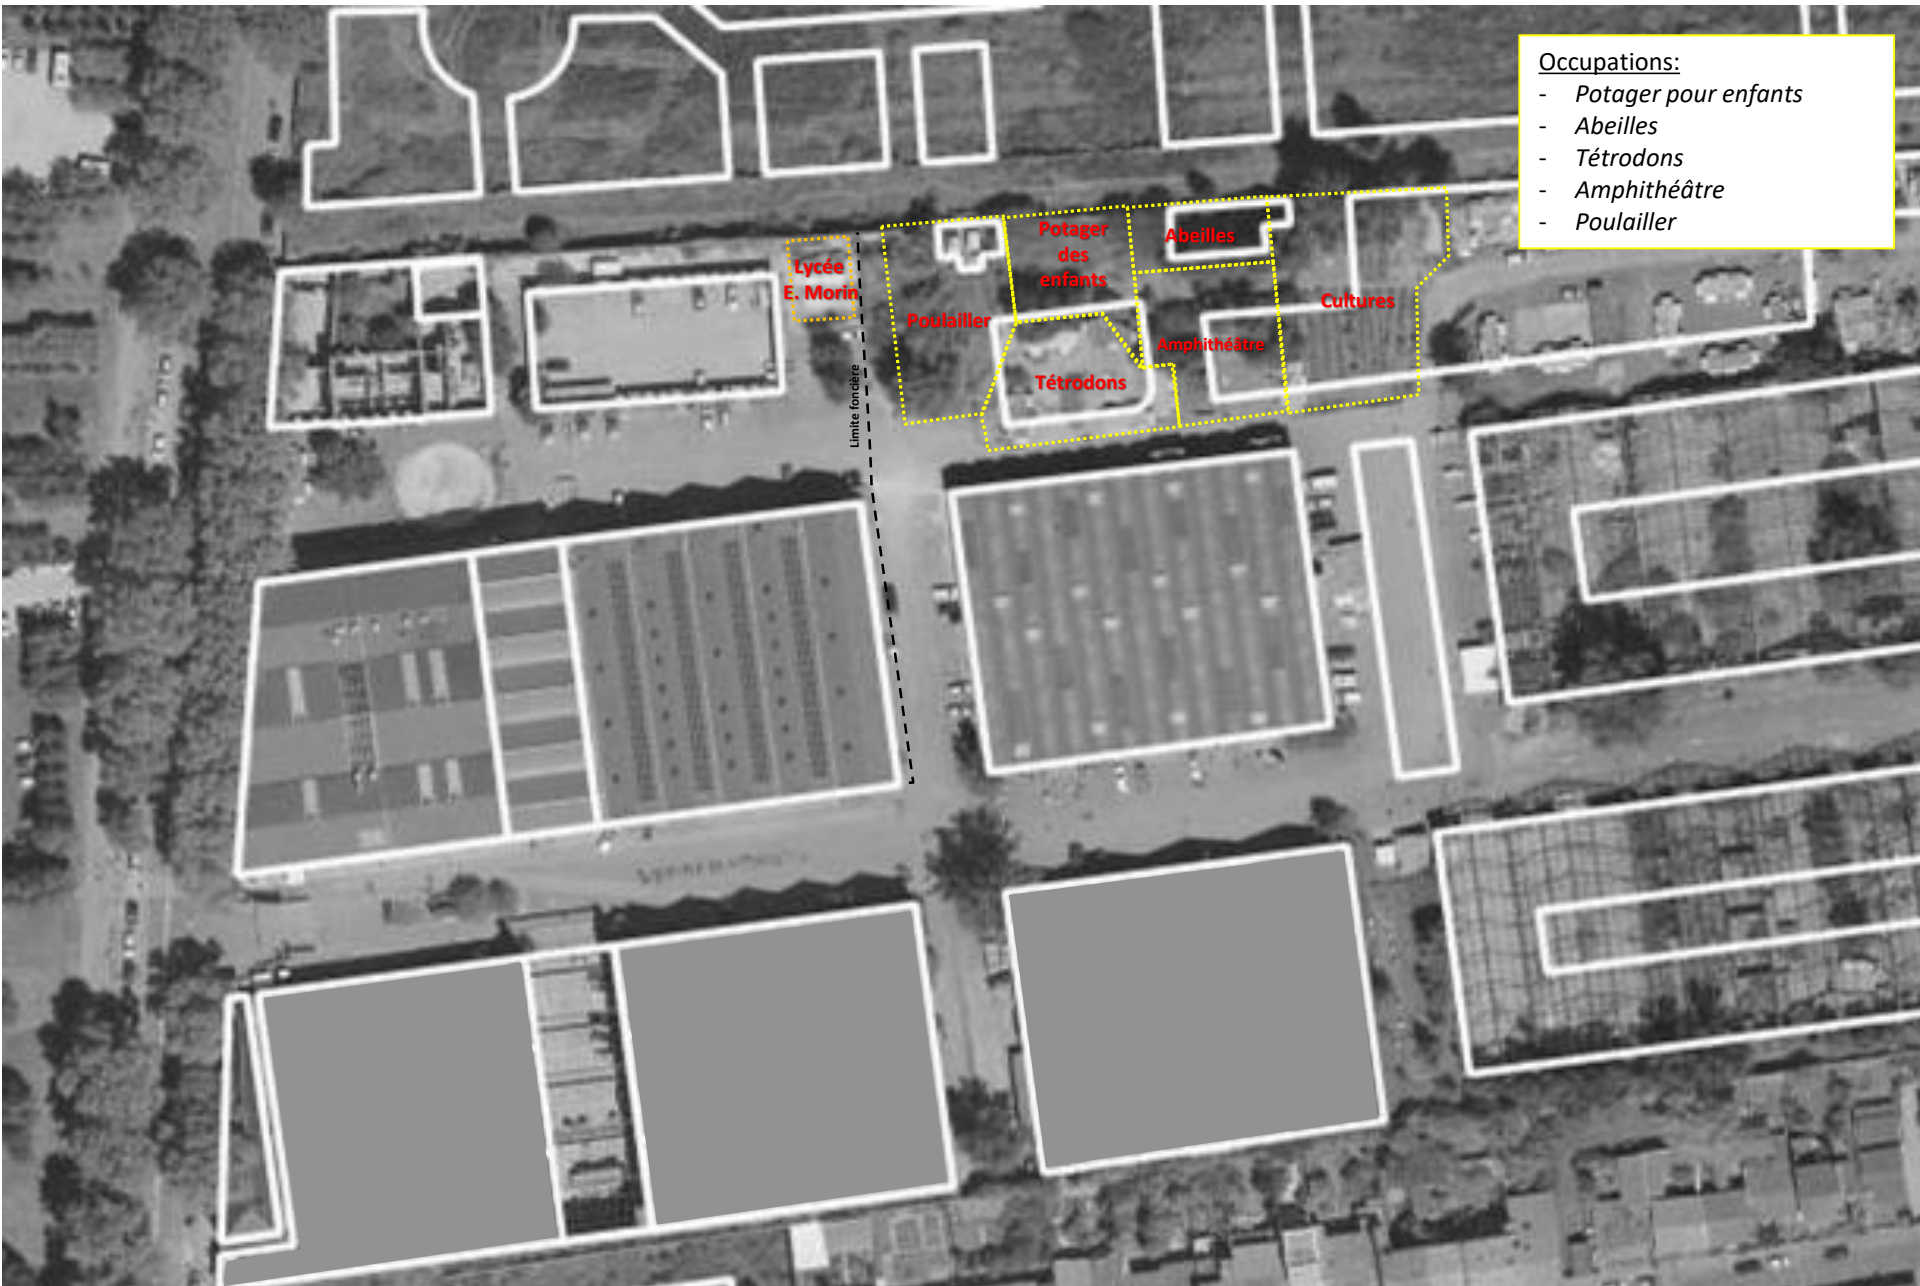 Occupations:
- Potager pour enfants
- Abeilles
- Tétrodons
- Amphithéâtre
- Poulailler
Lycée
E. Morin
Limite foncière
Poulailler
Potager
des
enfants
Abeilles
Cultures
Amphithéâtre
Tétrodons